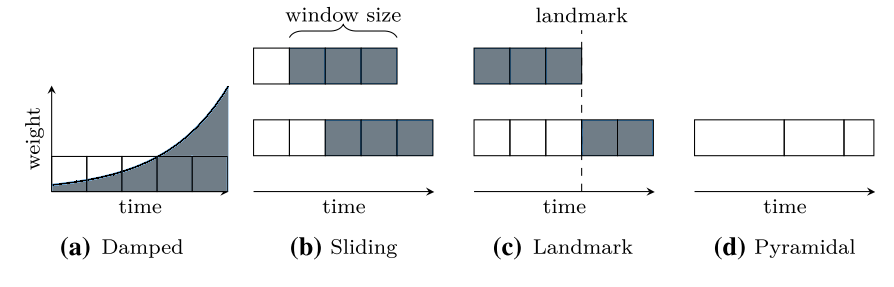 window size
landmark
weight
time
time
time
time
(a) Damped
(b) Sliding
(c) Landmark
(d) Pyramidal